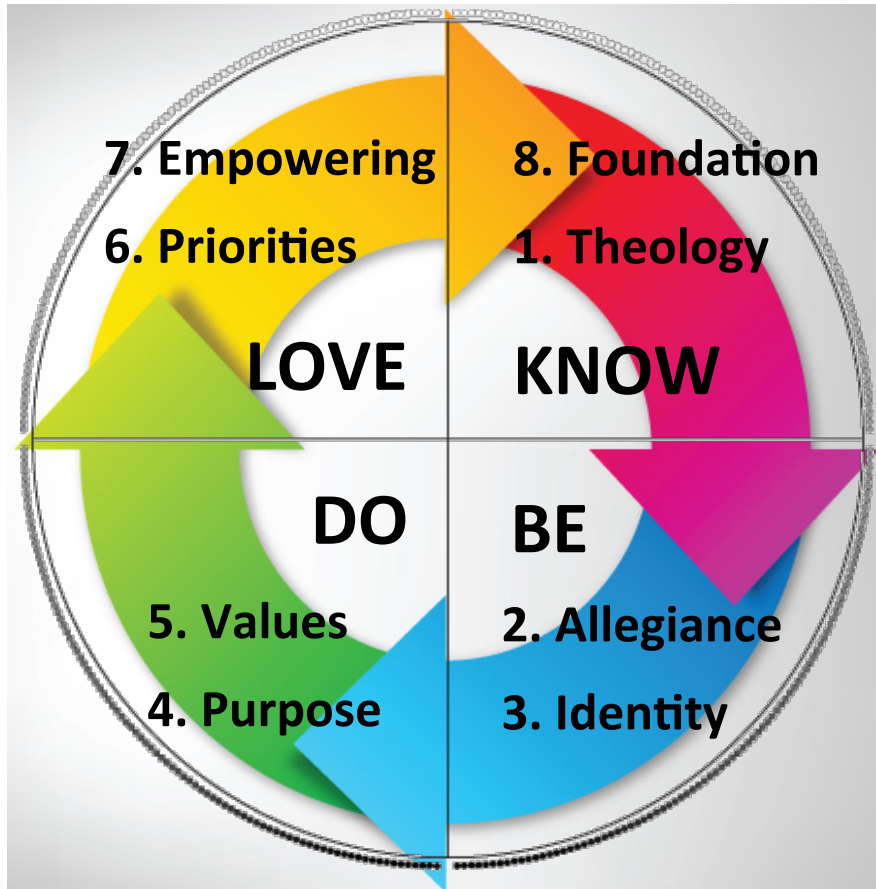 7. Empowering
6. Priorities
LOVE
8. Foundation
1. Theology
KNOW
DO
5. Values
4. Purpose
BE
2. Allegiance
3. Identity